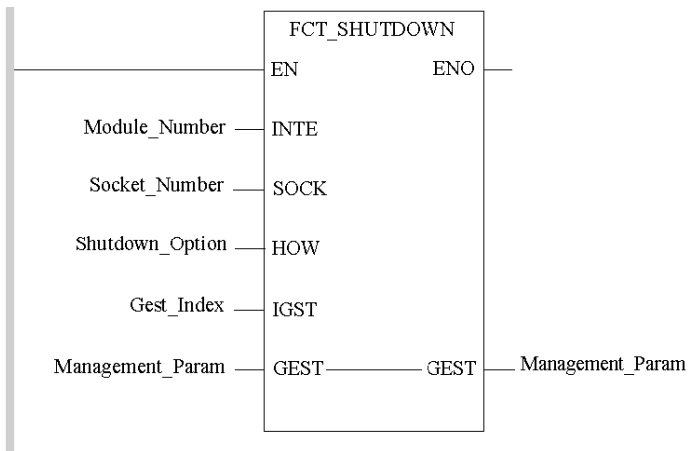 FCT_SHUTDOWN
EN ENO
Module_Number INTE
Socket_Number SOCK
Shutdown_Option HOW
Gest_Index IGST
Management_Param GEST GEST Management_Param